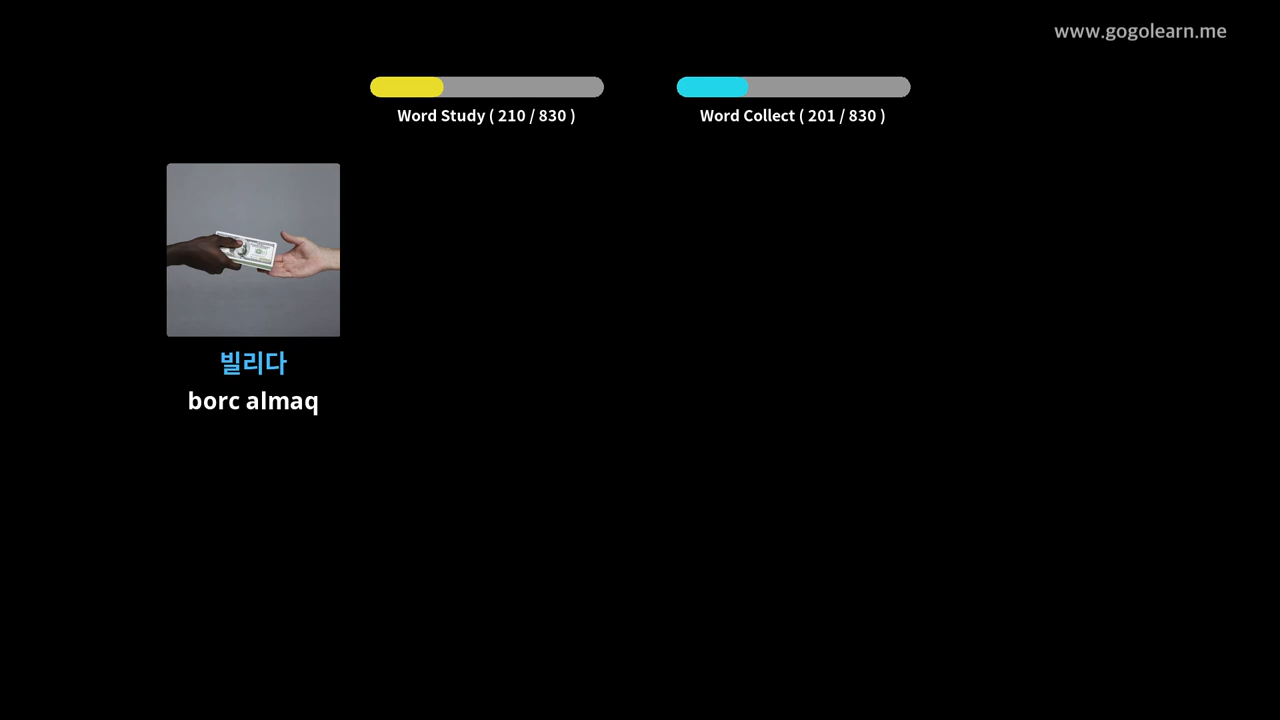 www.gogolearn.me
Word Study ( 210 / 830 )
Word Collect ( 201 / 830 )
빌리다
borc almaq